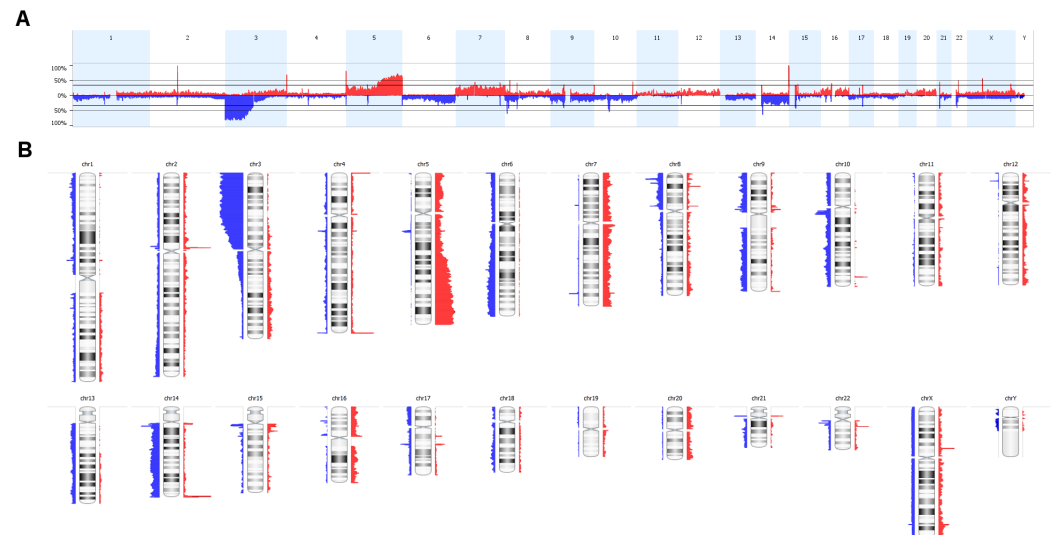 A
1 2 3 4 5 6 7 8 9 10 11 12 13 14 15 16 17 18 19 20 21 22 X Y
100%
50%
0%
50%
100%
B
chr1 chr2 chr3 chr4 chr5 chr6 chr7 chr8 chr9 chr10 chr11 chr12
chr13 chr14 chr15 chr16 chr17 chr18 chr19 chr20 chr21 chr22 chrX chrY